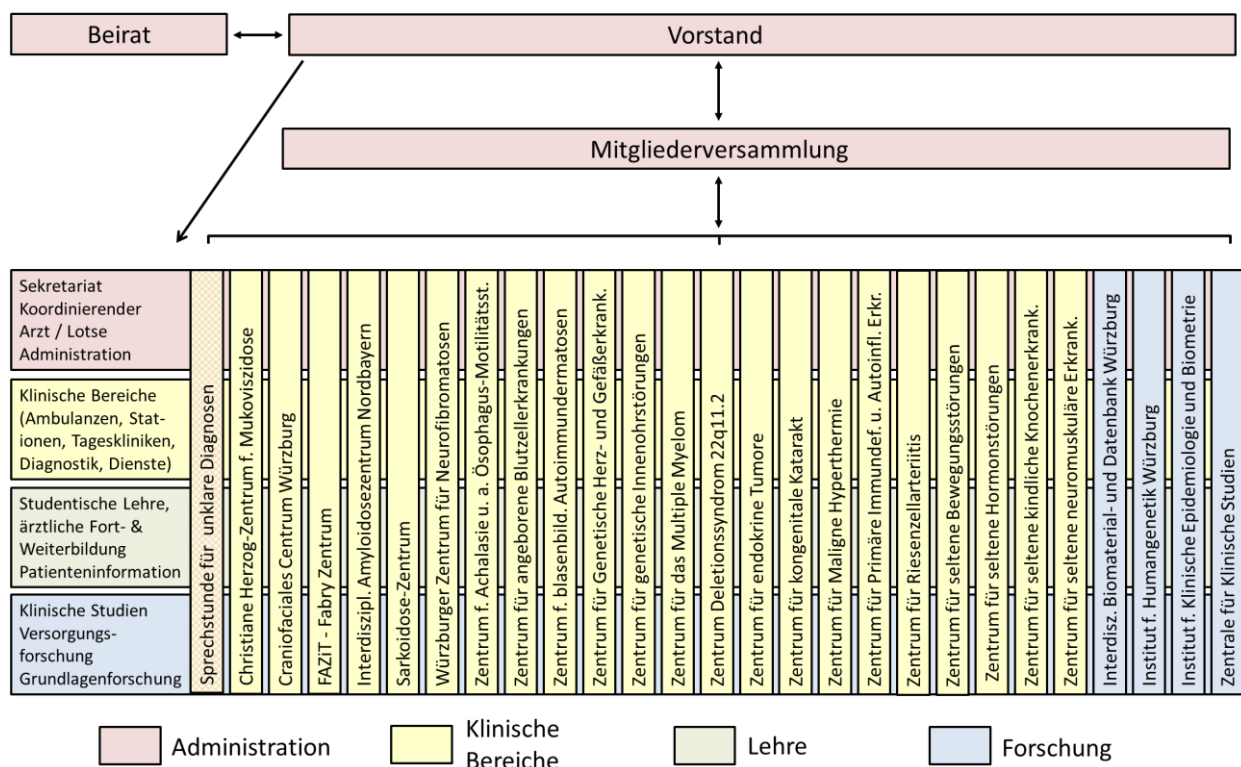 Beirat
Vorstand
Mitgliederversammlung
Sekretariat
Koordinierender
Arzt / Lotse
Administration
Klinische Bereiche
(Ambulanzen, Stat-
ionen, Tageskliniken,
Diagnostik, Dienste)
Studentische Lehre,
ärztliche Fort- &
Weiterbildung
Patienteninformation
Klinische Studien
Versorgungs-
forschung
Grundlagenforschung
Sprechstunde für unklare Diagnosen
Christiane Herzog-Zentrum f. Mukoviszidose
Craniofaciales Centrum Würzburg
FAZiT - Fabry Zentrum
Interdiszipl. Amyloidosezentrum Nordbayern
Sarkoidose-Zentrum
Würzburger Zentrum für Neurofibromatosen
Zentrum f. Achalasie u. a. Ösophagus-Motilitätsst.
Zentrum für angeborene Blutzellerkrankungen
Zentrum f. blasenbild. Autoimmundermatosen
Zentrum für Genetische Herz- und Gefäßerkrank.
Zentrum für genetische Innenohrstörungen
Zentrum für das Multiple Myelom
Zentrum Deletionssyndrom 22q11.2
Zentrum für endokrine Tumore
Zentrum für kongenitale Katarakt
Zentrum für Maligne Hyperthermie
Zentrum für Primäre Immundef. u. Autoinfl. Erkr.
Zentrum für Riesenzellarteriitis
Zentrum für seltene Bewegungsstörungen
Zentrum für seltene Hormonstörungen
Zentrum für seltene kindliche Knochenerkrank.
Zentrum für seltene neuromuskuläre Erkrank.
Interdisz. Biomaterial- und Datenbank Würzburg
Institut f. Humangenetik Würzburg
Institut f. Klinische Epidemiologie und Biometrie
Zentrale für Klinische Studien
Administration
Klinische
Bereiche
Lehre
Forschung